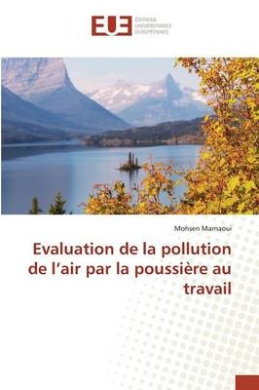 EUE
ÉDITIONS
UNIVERSITAIRES
EUROPÉENNES
Mohsen Mamaoui
Evaluation de la pollution
de l'air par la poussière au
travail